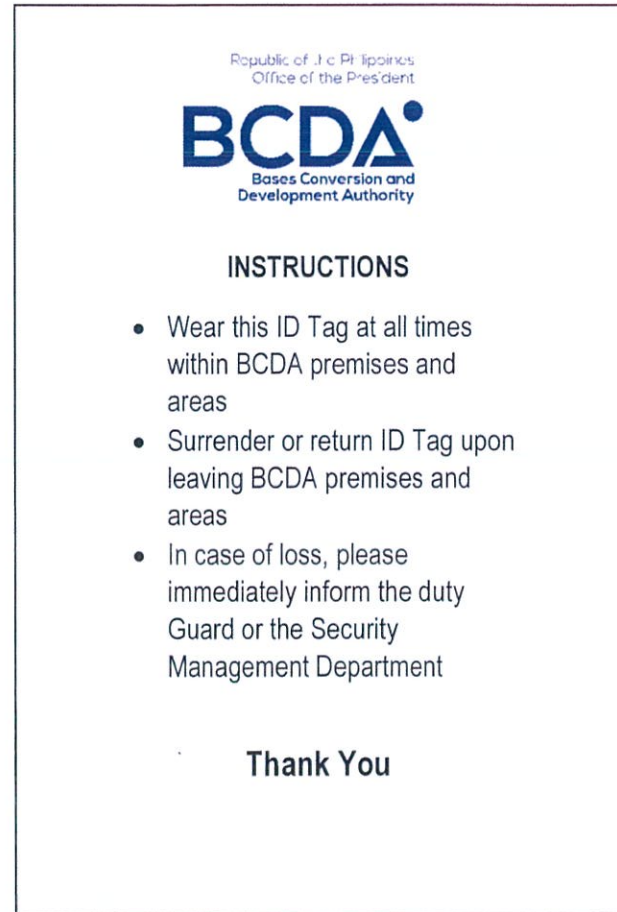 Republic of the Philippines
Office of the President
BCDA
Bases Conversion and
Development Authority
INSTRUCTIONS
• Wear this ID Tag at all times
within BCDA premises and
areas
• Surrender or return ID Tag upon
leaving BCDA premises and
areas
• In case of loss, please
immediately inform the duty
Guard or the Security
Management Department
Thank You